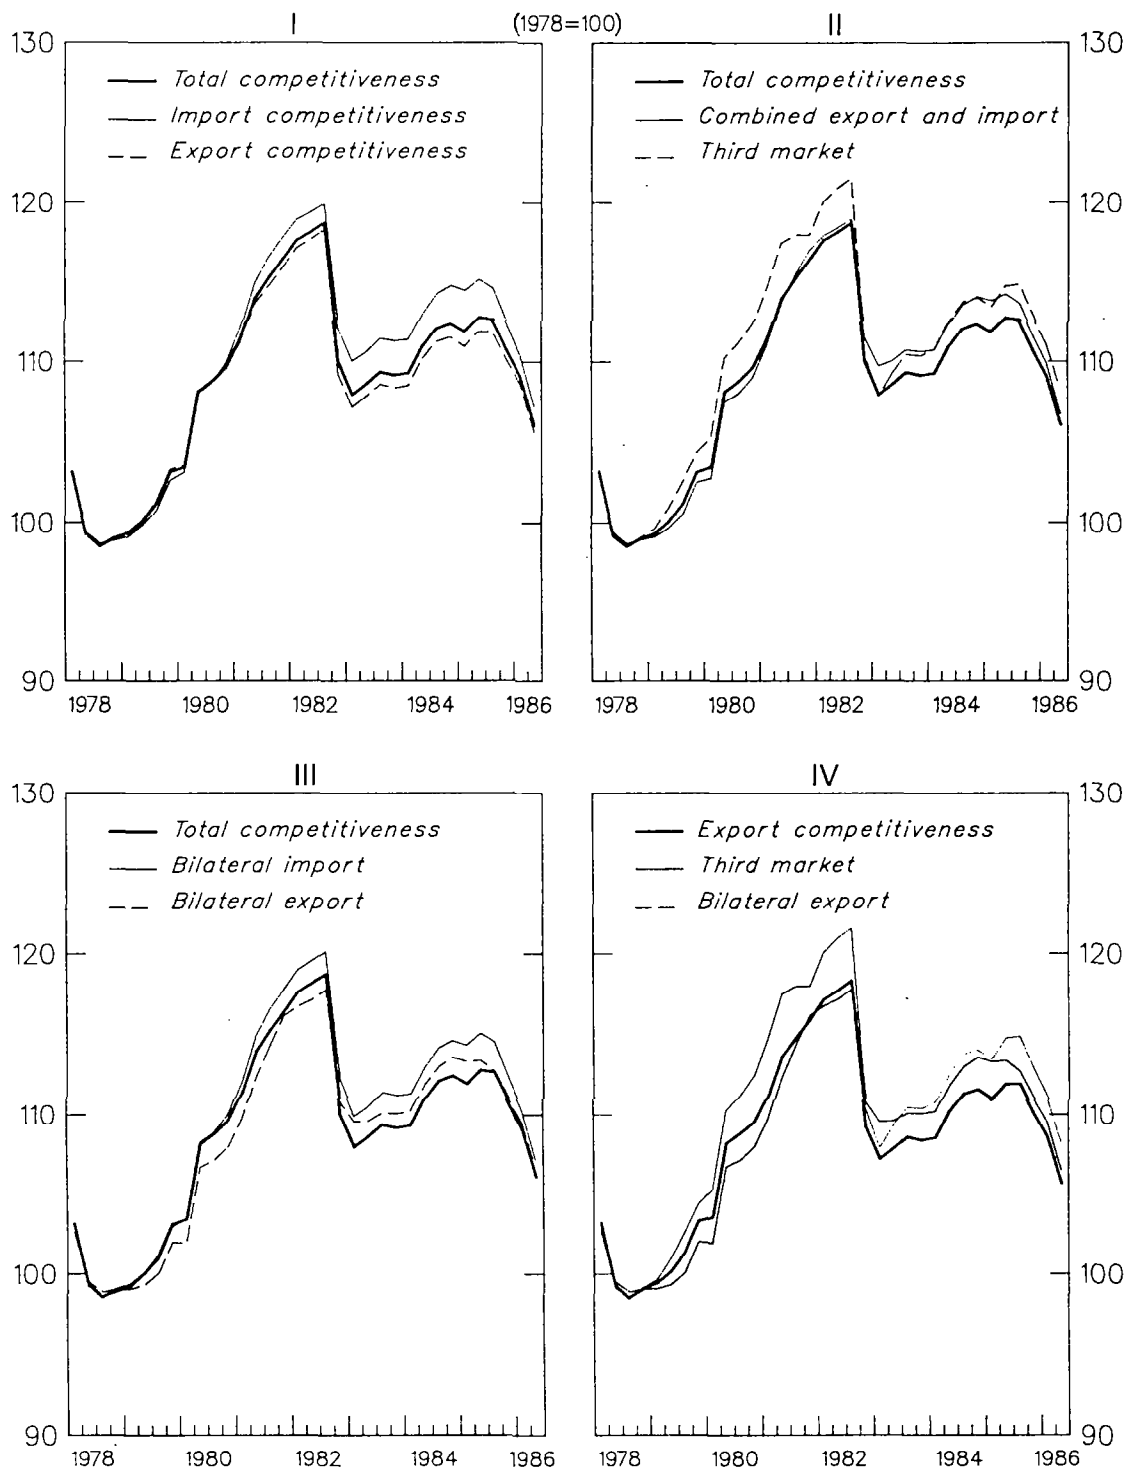 I (1978=100) II
130 130
Total competitiveness Total competitiveness
Import competitiveness Combined export and import
Export competitiveness Third market
120 120
110 110
100 100
90 90
1978 1980 1982 1984 1986 1978 1980 1982 1984 1986
III IV
130 130
Total competitiveness Export competitiveness
Bilateral import Third market
Bilateral export Bilateral export
120 120
110 110
100 100
90 90
1978 1980 1982 1984 1986 1978 1980 1982 1984 1986